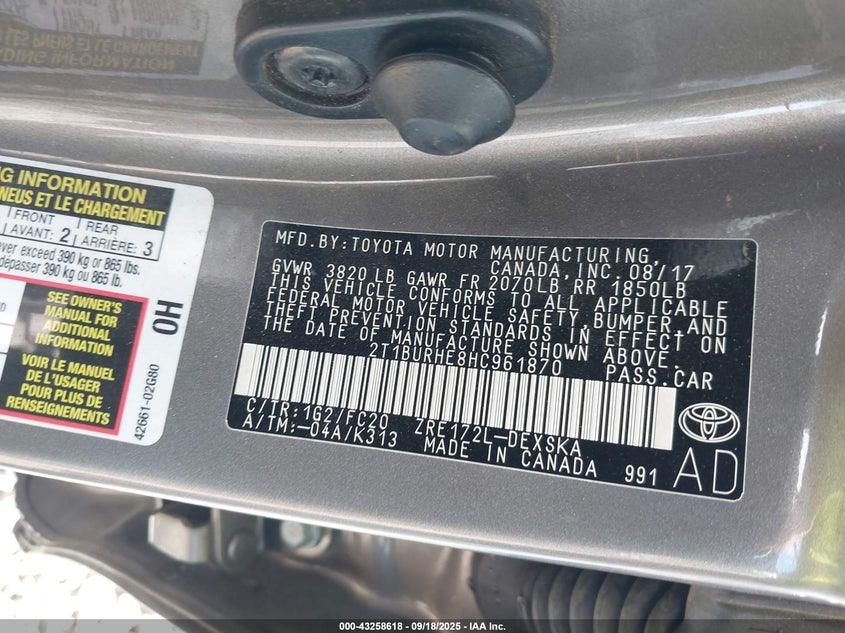 NG INFORMATION
PNEUS ET LE CHARGEMENT
FRONT
AVANT: 2
REAR
ARRIÈRE: 3
ver exceed 390 kg or 865 lbs.
dépasser 390 kg ou 865 lb.
SEE OWNER'S
MANUAL FOR
ADDITIONAL
INFORMATION
VOIR LE MANUEL
DE L'USAGER
POUR PLUS DE
RENSEIGNEMENTS
OH
42661-02G80
MFD.BY:TOYOTA MOTOR MANUFACTURING,
CANADA, INC. 08/17
GVWR 3820 LB GAWR FR 2070LB RR 1850LB
THIS VEHICLE CONFORMS TO ALL APPLICABLE
FEDERAL MOTOR VEHICLE SAFETY,BUMPER,AND
THEFT PREVENTION STANDARDS IN EFFECT ON
THE DATE OF MANUFACTURE SHOWN ABOVE.
2T1BURHE8HC961870 PASS.CAR
C/TR:1G2/FC20 ZRE172L-DEXSKA
A/TM:-04A/K313 MADE IN CANADA 991
TOYOTA
AD
000-43258618 - 09/18/2025 - IAA Inc.